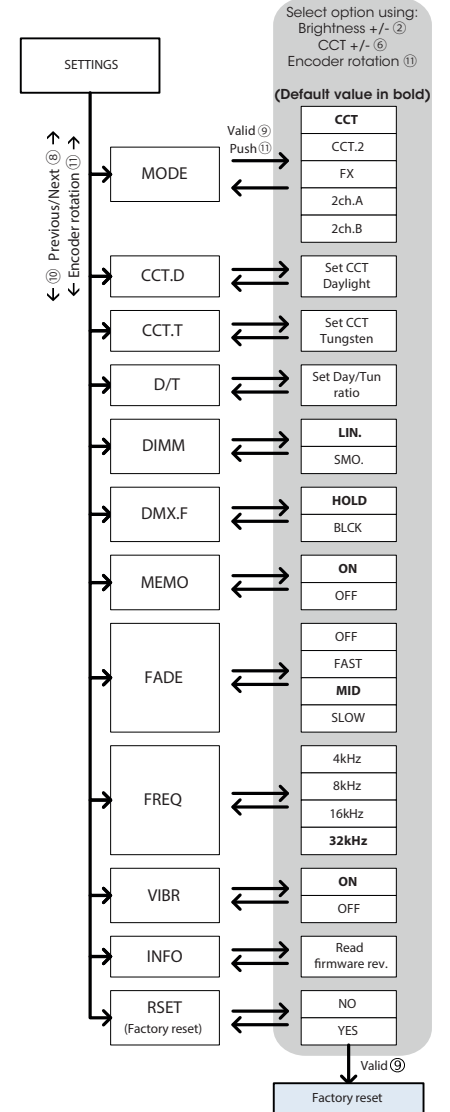 Select option using:
Brightness +/- ②
CCT +/- ⑥
Encoder rotation ⑪
(Default value in bold)
SETTINGS
← ⑩ Previous/Next ⑧ →
← Encoder rotation ⑪ →
Valid ⑨
Push ⑪
MODE
CCT
CCT.2
FX
2ch.A
2ch.B
CCT.D
Set CCT
Daylight
CCT.T
Set CCT
Tungsten
D/T
Set Day/Tun
ratio
DIMM
LIN.
SMO.
DMX.F
HOLD
BLCK
MEMO
ON
OFF
FADE
OFF
FAST
MID
SLOW
FREQ
4kHz
8kHz
16kHz
32kHz
VIBR
ON
OFF
INFO
Read
firmware rev.
RSET
(Factory reset)
NO
YES
Valid ⑨
Factory reset